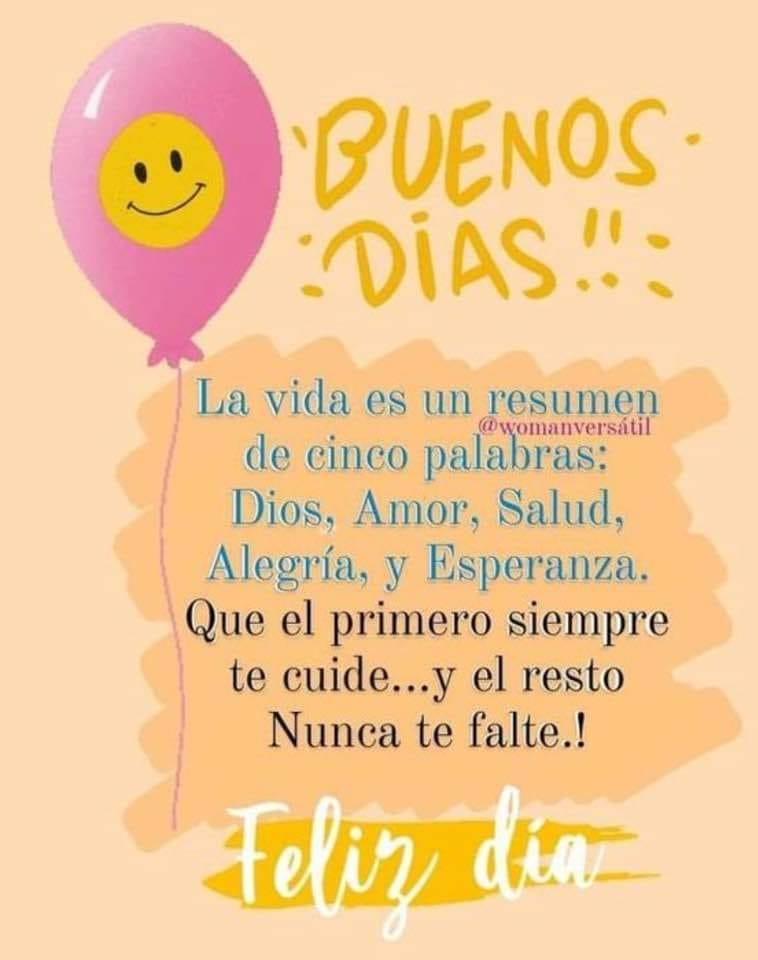 BUENOS
DÍAS!!
La vida es un resumen
@womanversátil
de cinco palabras:
Dios, Amor, Salud,
Alegría, y Esperanza.
Que el primero siempre
te cuide...y el resto
Nunca te falte.!
Feliz día